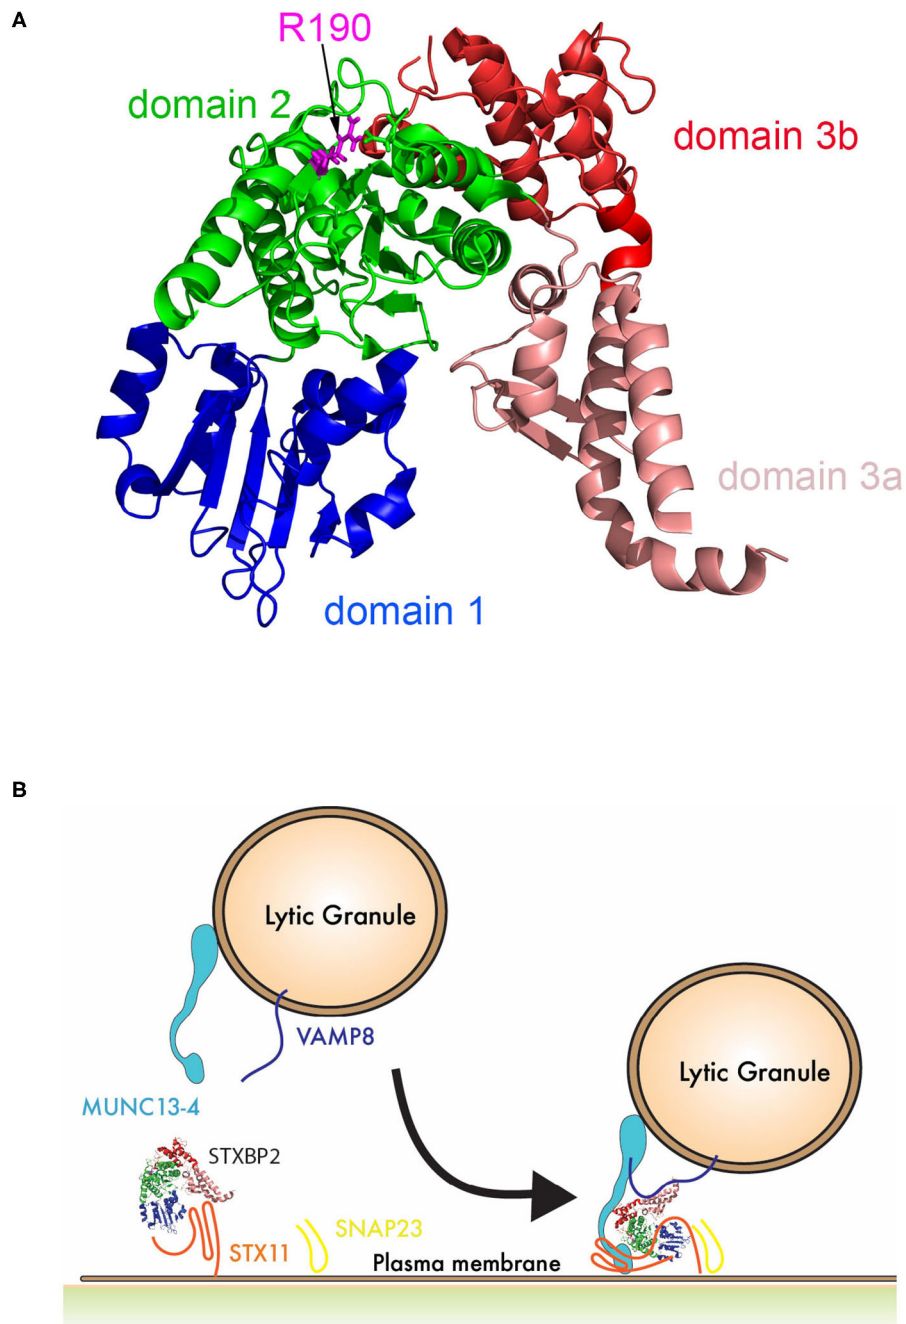 A
R190
domain 2
domain 3b
domain 3a
domain 1
B
Lytic Granule
VAMP8
Lytic Granule
MUNC13-4
STXBP2
SNAP23
STX11
Plasma membrane